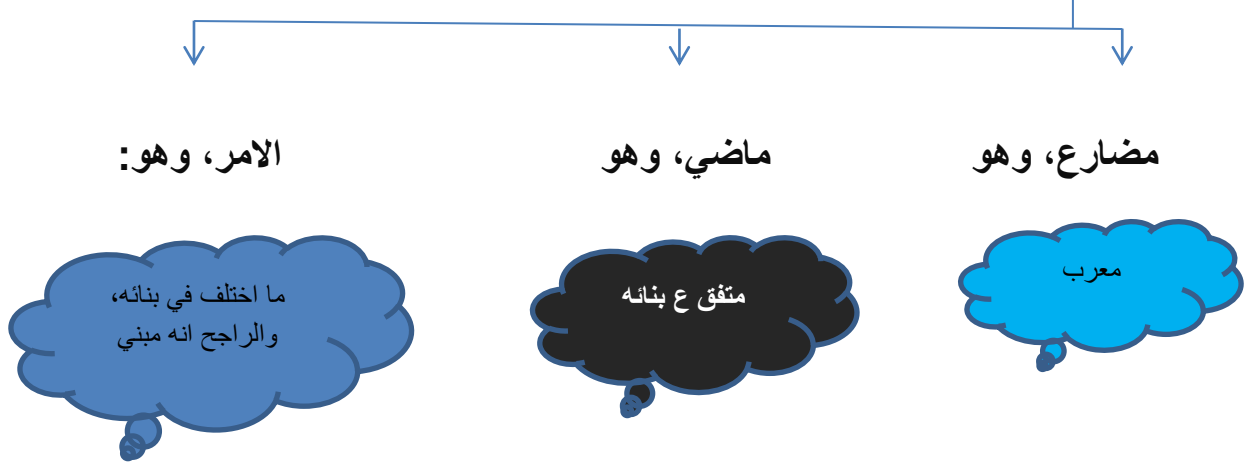 مضارع، وهو
ماضي، وهو
الامر، وهو:
معرب
متفق ع بنائه
ما اختلف في بنائه،
والراجح انه مبني